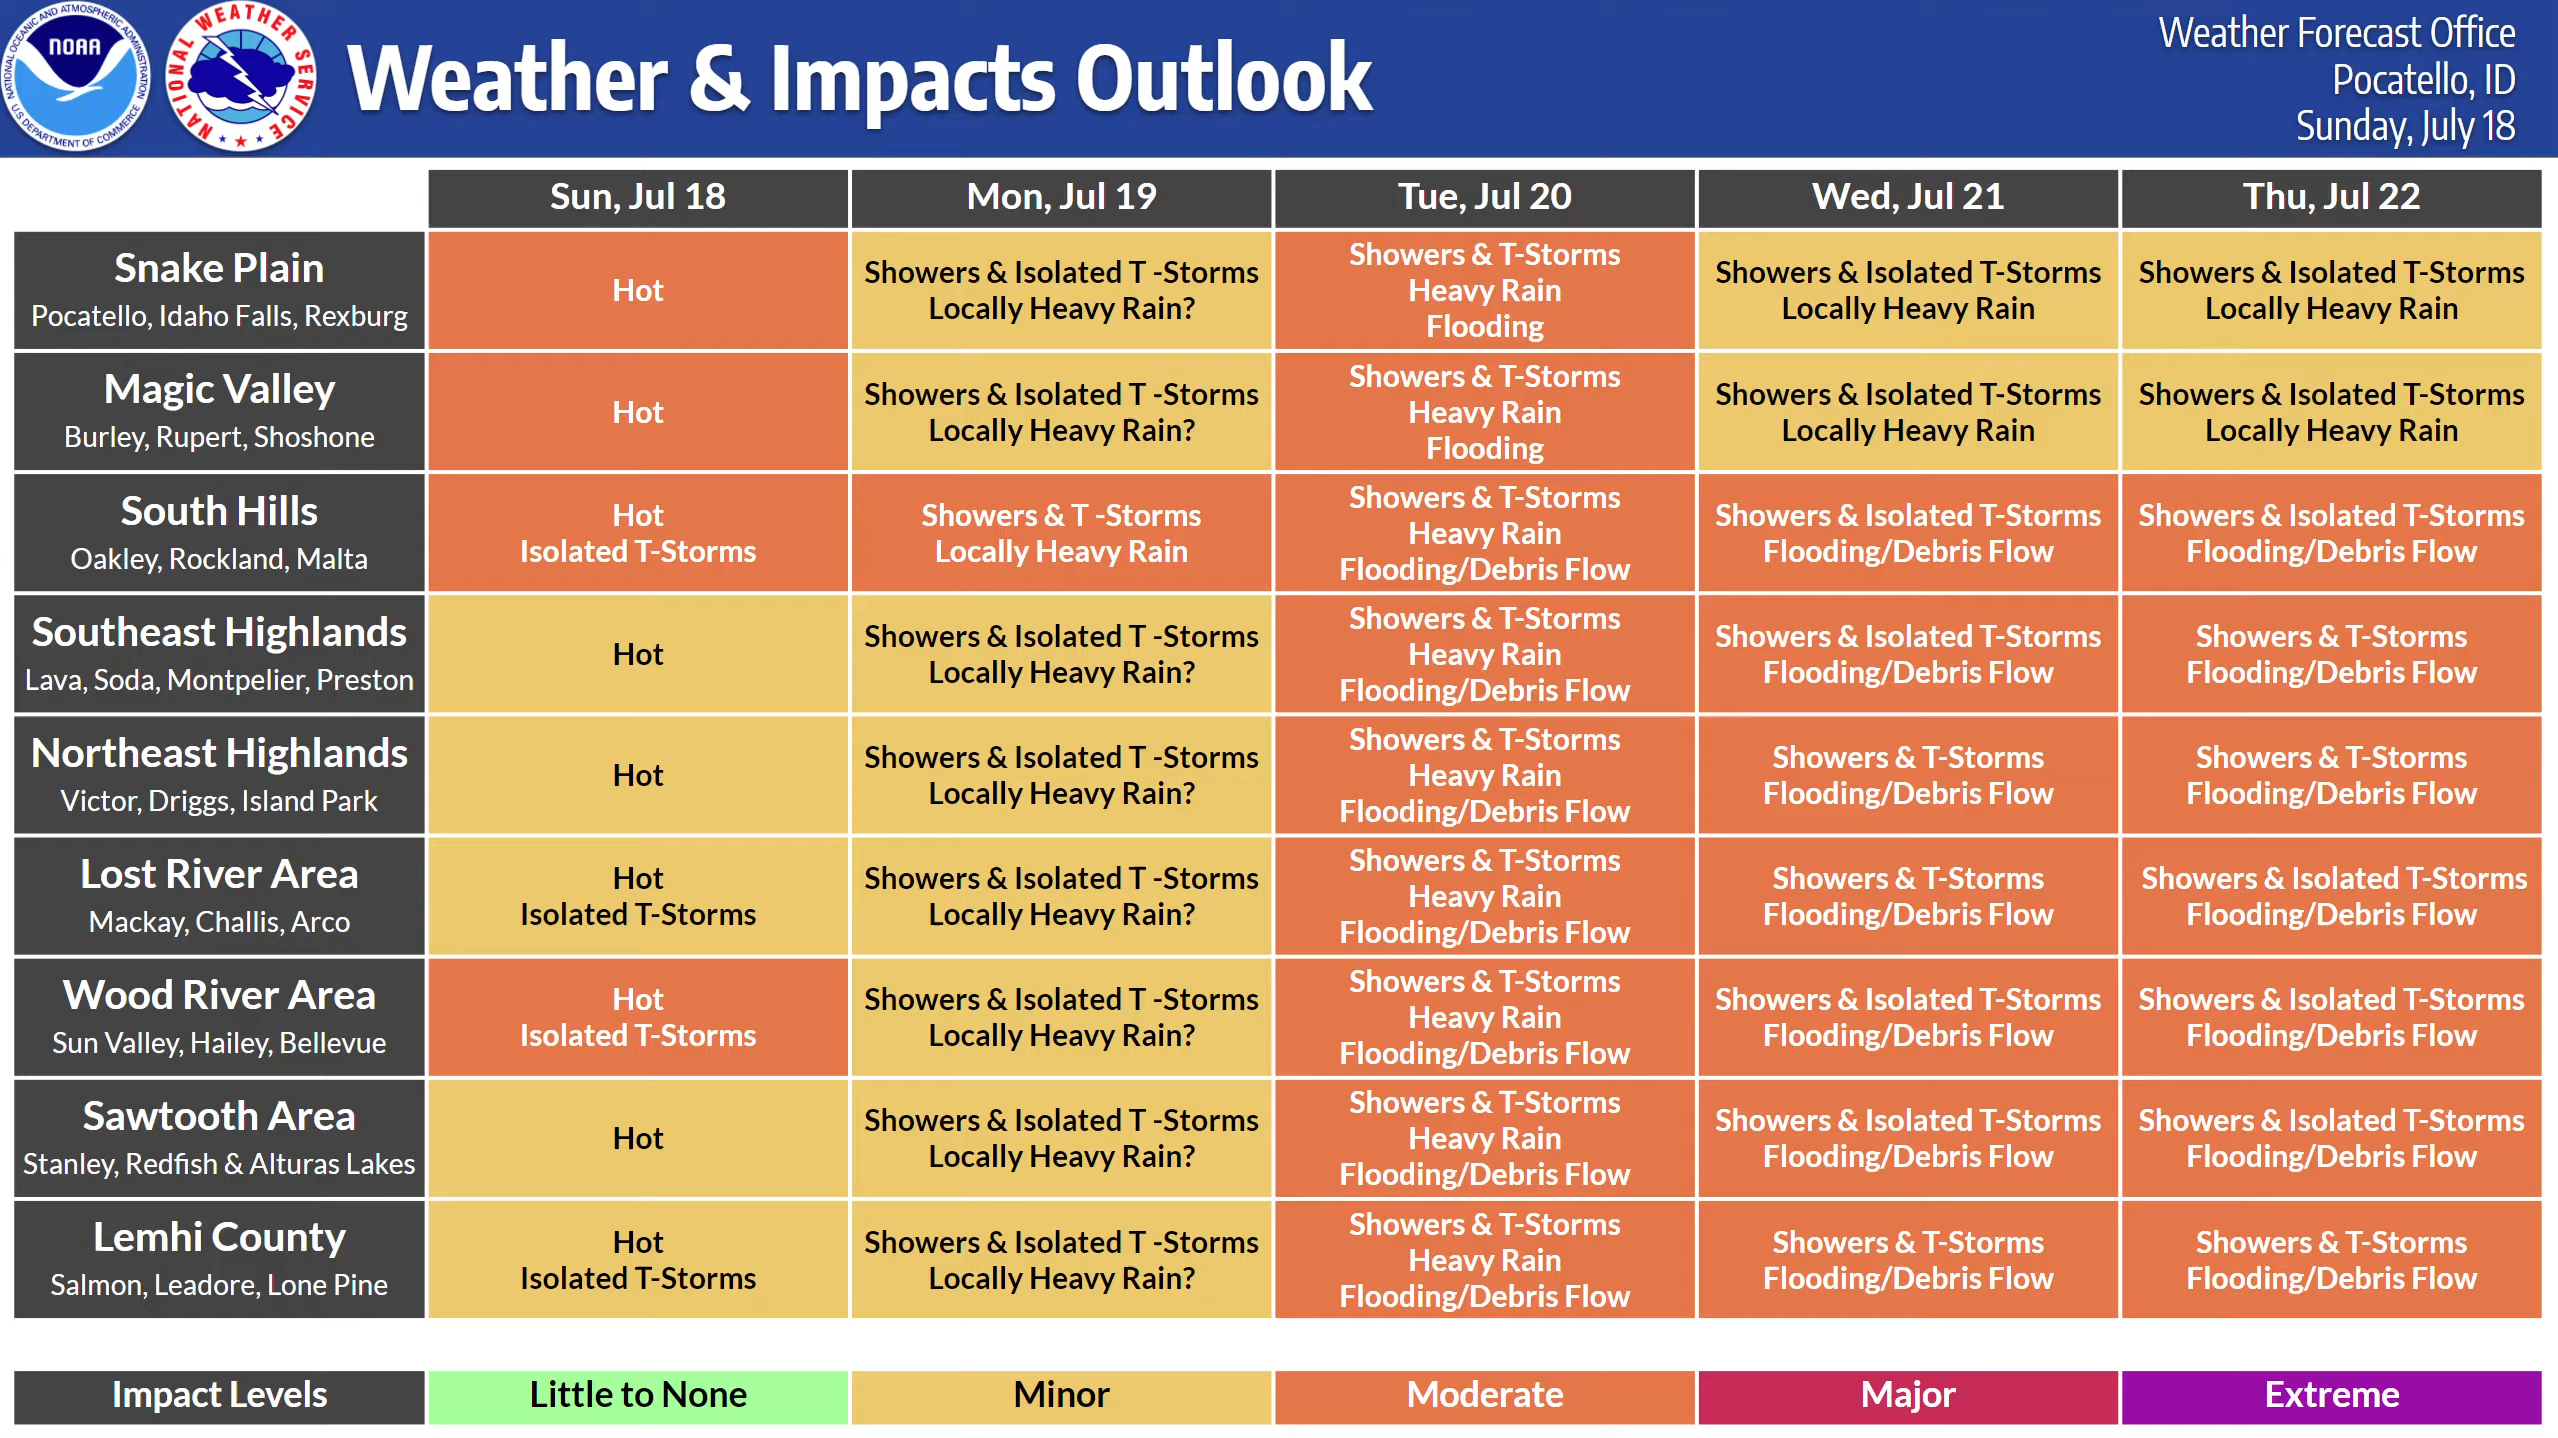 NATIONAL OCEANIC AND ATMOSPHERIC ADMINISTRATION
NOAA
U.S. DEPARTMENT OF COMMERCE
NATIONAL WEATHER SERVICE
Weather & Impacts Outlook
Weather Forecast Office
Pocatello, ID
Sunday, July 18
Sun, Jul 18
Mon, Jul 19
Tue, Jul 20
Wed, Jul 21
Thu, Jul 22
Snake Plain
Pocatello, Idaho Falls, Rexburg
Hot
Showers & Isolated T -Storms
Locally Heavy Rain?
Showers & T-Storms
Heavy Rain
Flooding
Showers & Isolated T-Storms
Locally Heavy Rain
Showers & Isolated T-Storms
Locally Heavy Rain
Magic Valley
Burley, Rupert, Shoshone
Hot
Showers & Isolated T -Storms
Locally Heavy Rain?
Showers & T-Storms
Heavy Rain
Flooding
Showers & Isolated T-Storms
Locally Heavy Rain
Showers & Isolated T-Storms
Locally Heavy Rain
South Hills
Oakley, Rockland, Malta
Hot
Isolated T-Storms
Showers & T -Storms
Locally Heavy Rain
Showers & T-Storms
Heavy Rain
Flooding/Debris Flow
Showers & Isolated T-Storms
Flooding/Debris Flow
Showers & Isolated T-Storms
Flooding/Debris Flow
Southeast Highlands
Lava, Soda, Montpelier, Preston
Hot
Showers & Isolated T -Storms
Locally Heavy Rain?
Showers & T-Storms
Heavy Rain
Flooding/Debris Flow
Showers & Isolated T-Storms
Flooding/Debris Flow
Showers & T-Storms
Flooding/Debris Flow
Northeast Highlands
Victor, Driggs, Island Park
Hot
Showers & Isolated T -Storms
Locally Heavy Rain?
Showers & T-Storms
Heavy Rain
Flooding/Debris Flow
Showers & T-Storms
Flooding/Debris Flow
Showers & T-Storms
Flooding/Debris Flow
Lost River Area
Mackay, Challis, Arco
Hot
Isolated T-Storms
Showers & Isolated T -Storms
Locally Heavy Rain?
Showers & T-Storms
Heavy Rain
Flooding/Debris Flow
Showers & T-Storms
Flooding/Debris Flow
Showers & Isolated T-Storms
Flooding/Debris Flow
Wood River Area
Sun Valley, Hailey, Bellevue
Hot
Isolated T-Storms
Showers & Isolated T -Storms
Locally Heavy Rain?
Showers & T-Storms
Heavy Rain
Flooding/Debris Flow
Showers & Isolated T-Storms
Flooding/Debris Flow
Showers & Isolated T-Storms
Flooding/Debris Flow
Sawtooth Area
Stanley, Redfish & Alturas Lakes
Hot
Showers & Isolated T -Storms
Locally Heavy Rain?
Showers & T-Storms
Heavy Rain
Flooding/Debris Flow
Showers & Isolated T-Storms
Flooding/Debris Flow
Showers & Isolated T-Storms
Flooding/Debris Flow
Lemhi County
Salmon, Leadore, Lone Pine
Hot
Isolated T-Storms
Showers & Isolated T -Storms
Locally Heavy Rain?
Showers & T-Storms
Heavy Rain
Flooding/Debris Flow
Showers & T-Storms
Flooding/Debris Flow
Showers & T-Storms
Flooding/Debris Flow
Impact Levels
Little to None
Minor
Moderate
Major
Extreme